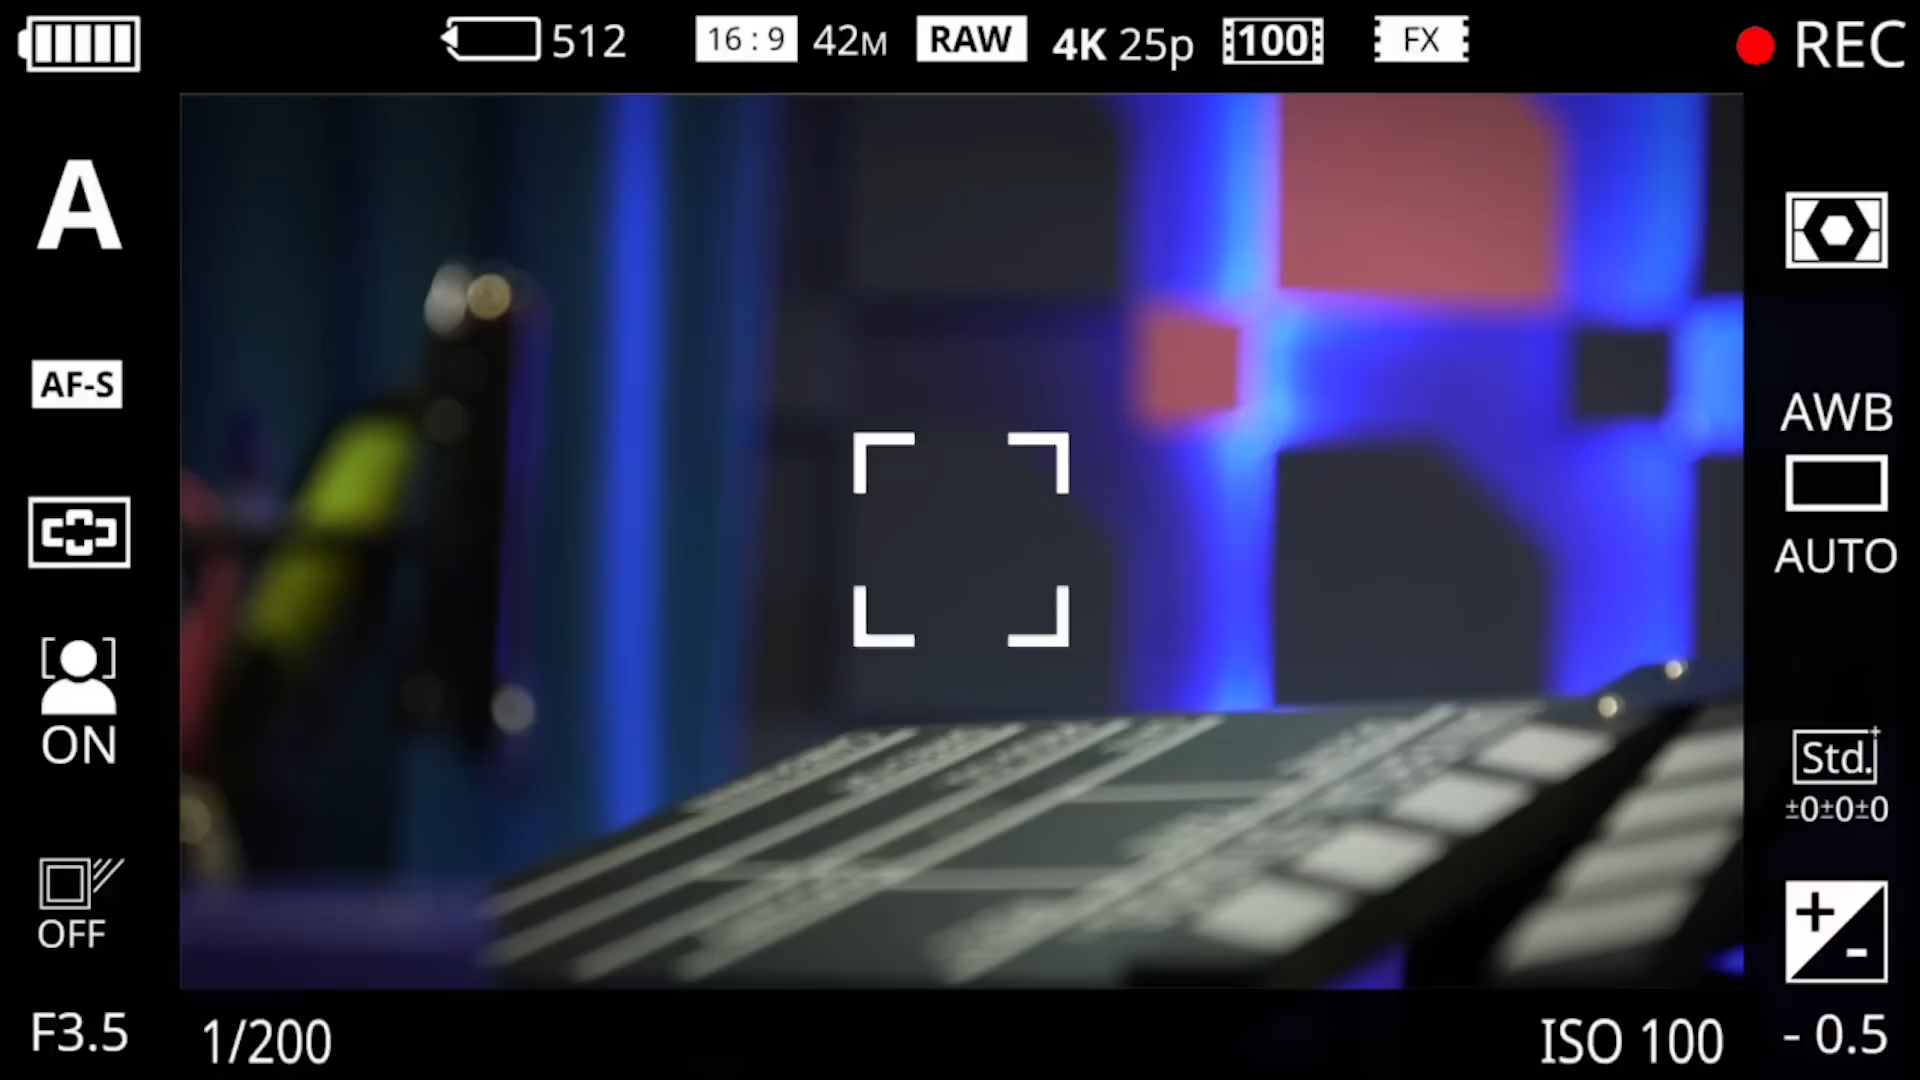 512 16:9 42M RAW 4K 25p 100 FX REC
A
AF-S
AWB
AUTO
ON
Std.+
±0±0±0
OFF
+
-
F3.5 1/200 ISO 100 - 0.5